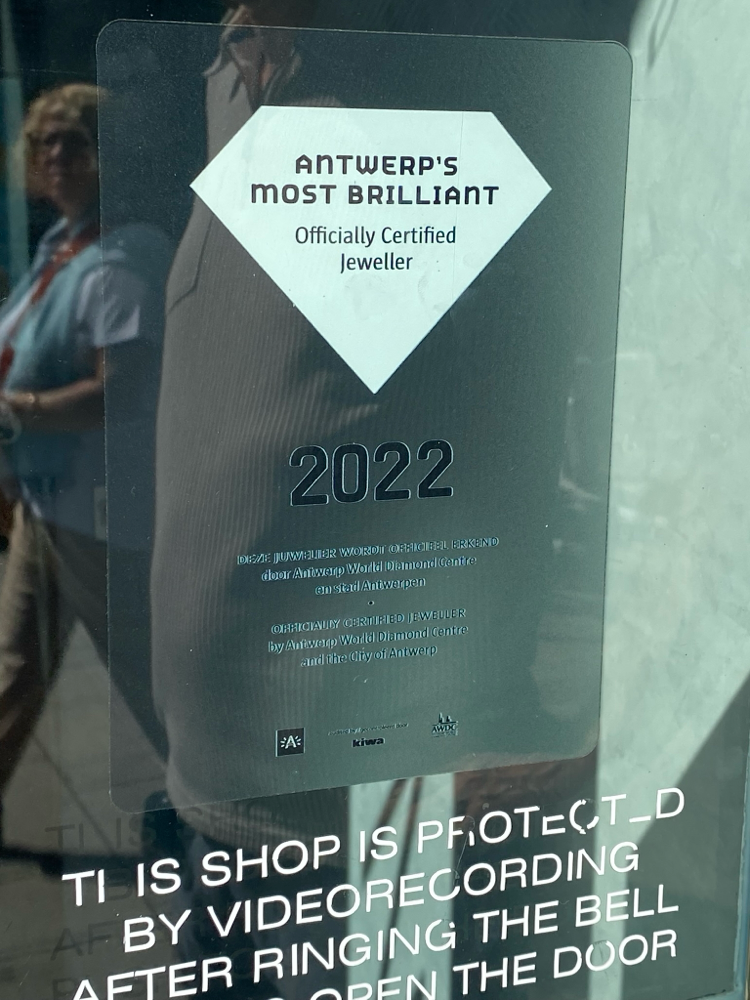 ANTWERP'S
MOST BRILLIANT
Officially Certified
Jeweller
2022
DEZE JUWELIER WORDT OFFICIEEL ERKEND
door Antwerp World Diamond Centre
en stad Antwerpen
OFFICIALLY CERTIFIED JEWELLER
by Antwerp World Diamond Centre
and the City of Antwerp
A
kiwa
AWDC
THIS SHOP IS PROTECTED
BY VIDEORECORDING
AFTER RINGING THE BELL
OPEN THE DOOR